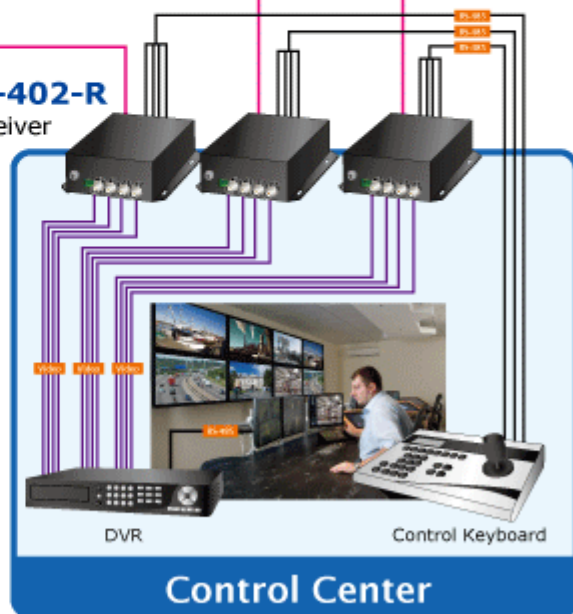 RS-485
RS-485
RS-485
-402-R
eiver
Video
Video
Video
RS-485
DVR
Control Keyboard
Control Center